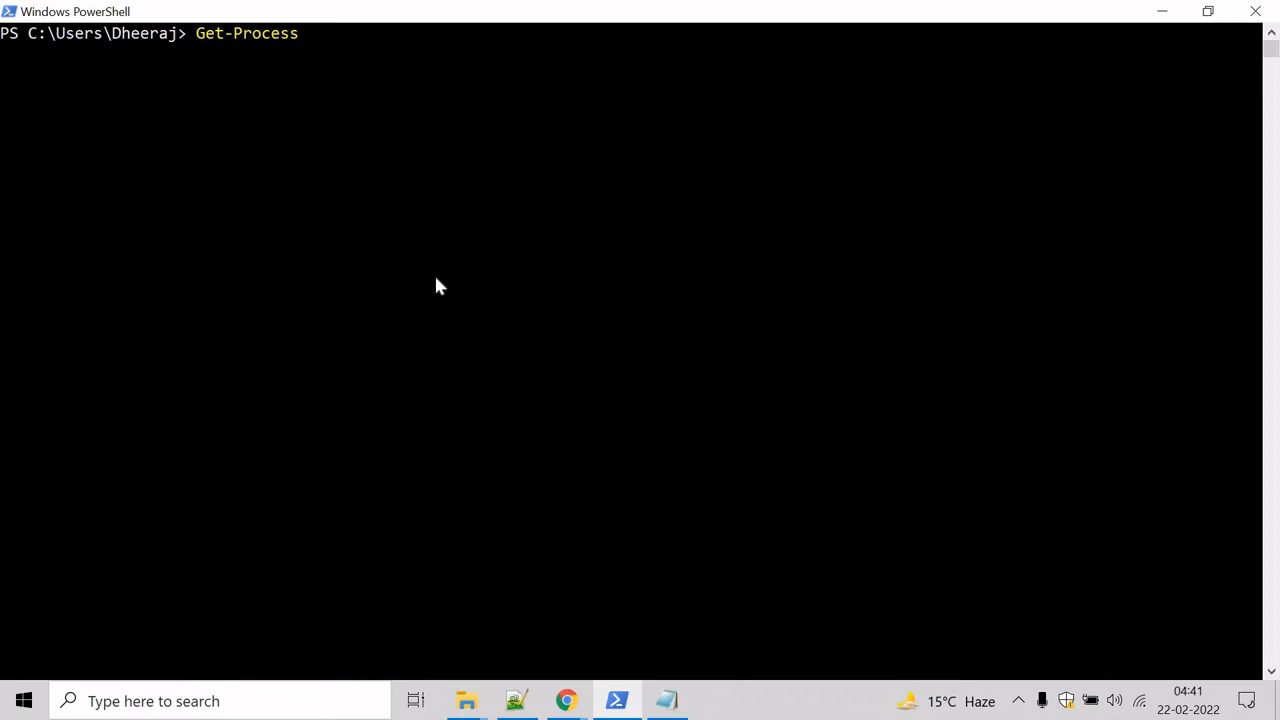 Windows PowerShell
PS C:\Users\Dheeraj> Get-Process
Type here to search
15°C Haze
04:41
22-02-2022